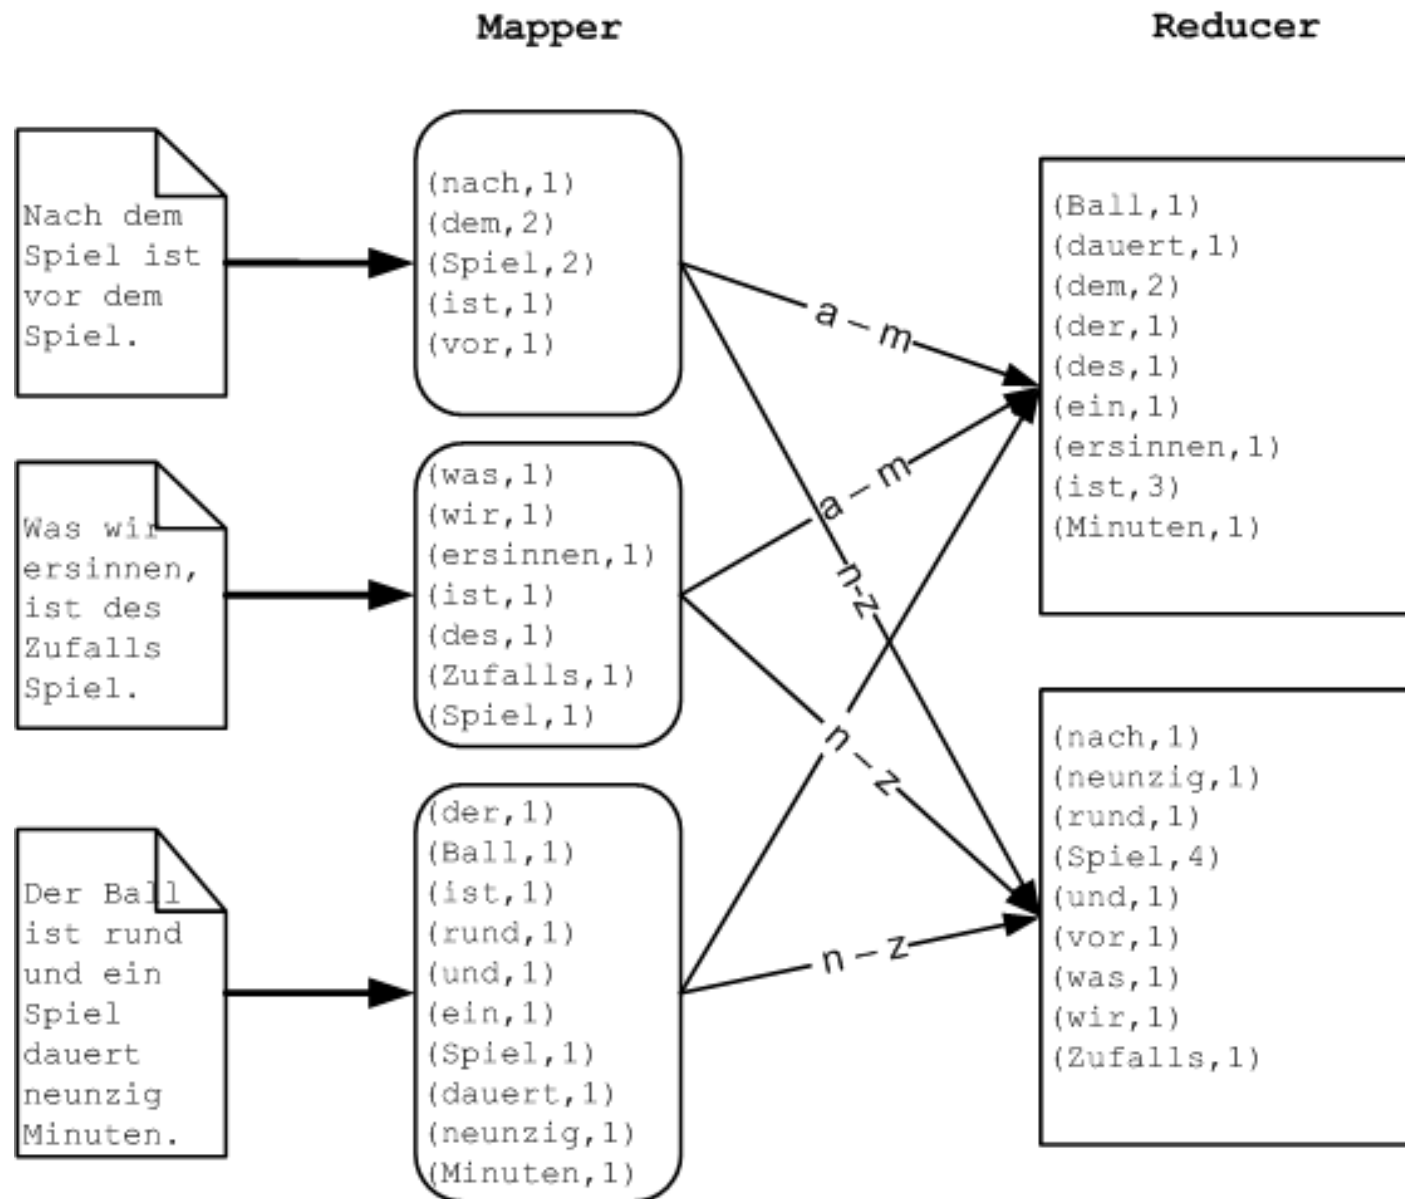 Mapper
Reducer
Nach dem
Spiel ist
vor dem
Spiel.
(nach,1)
(dem,2)
(Spiel,2)
(ist,1)
(vor,1)
Was wir
ersinnen,
ist des
Zufalls
Spiel.
(was,1)
(wir,1)
(ersinnen,1)
(ist,1)
(des,1)
(Zufalls,1)
(Spiel,1)
Der Ball
ist rund
und ein
Spiel
dauert
neunzig
Minuten.
(der,1)
(Ball,1)
(ist,1)
(rund,1)
(und,1)
(ein,1)
(Spiel,1)
(dauert,1)
(neunzig,1)
(Minuten,1)
a – m
a – m
n-z
n – z
n – z
(Ball,1)
(dauert,1)
(dem,2)
(der,1)
(des,1)
(ein,1)
(ersinnen,1)
(ist,3)
(Minuten,1)
(nach,1)
(neunzig,1)
(rund,1)
(Spiel,4)
(und,1)
(vor,1)
(was,1)
(wir,1)
(Zufalls,1)